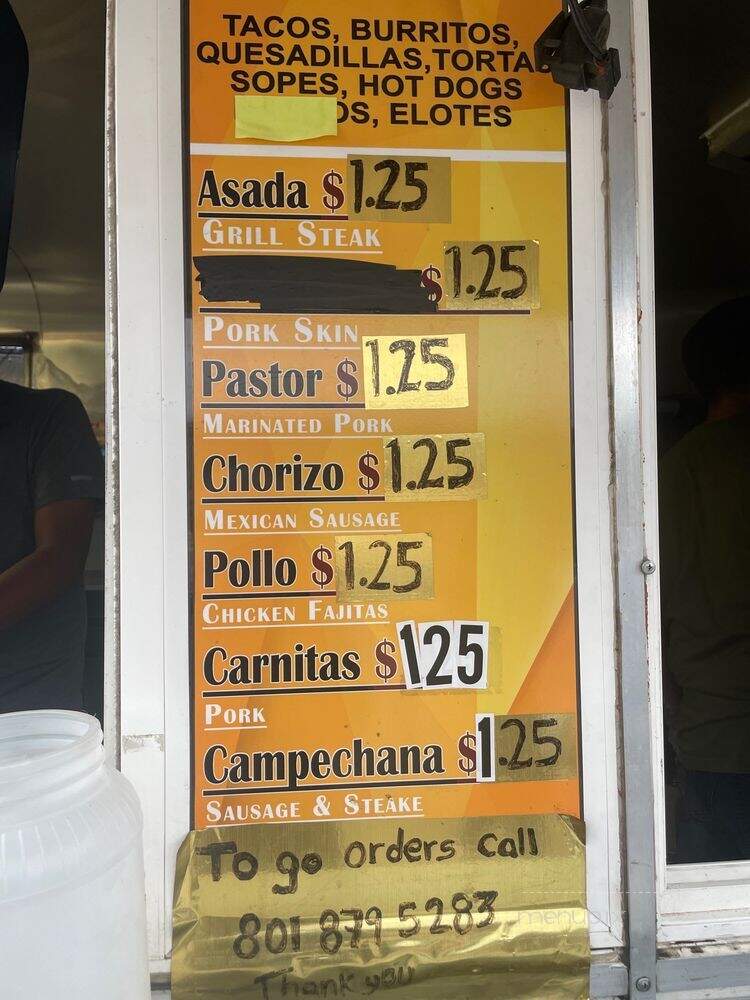 TACOS, BURRITOS,
QUESADILLAS, TORTAS
SOPES, HOT DOGS
OS, ELOTES
Asada $1.25
GRILL STEAK
$1.25
PORK SKIN
Pastor $1.25
MARINATED PORK
Chorizo $1.25
MEXICAN SAUSAGE
Pollo $1.25
CHICKEN FAJITAS
Carnitas $125
PORK
Campechana $1.25
SAUSAGE & STEAKE
To go orders call
801 879 5283
Thank you